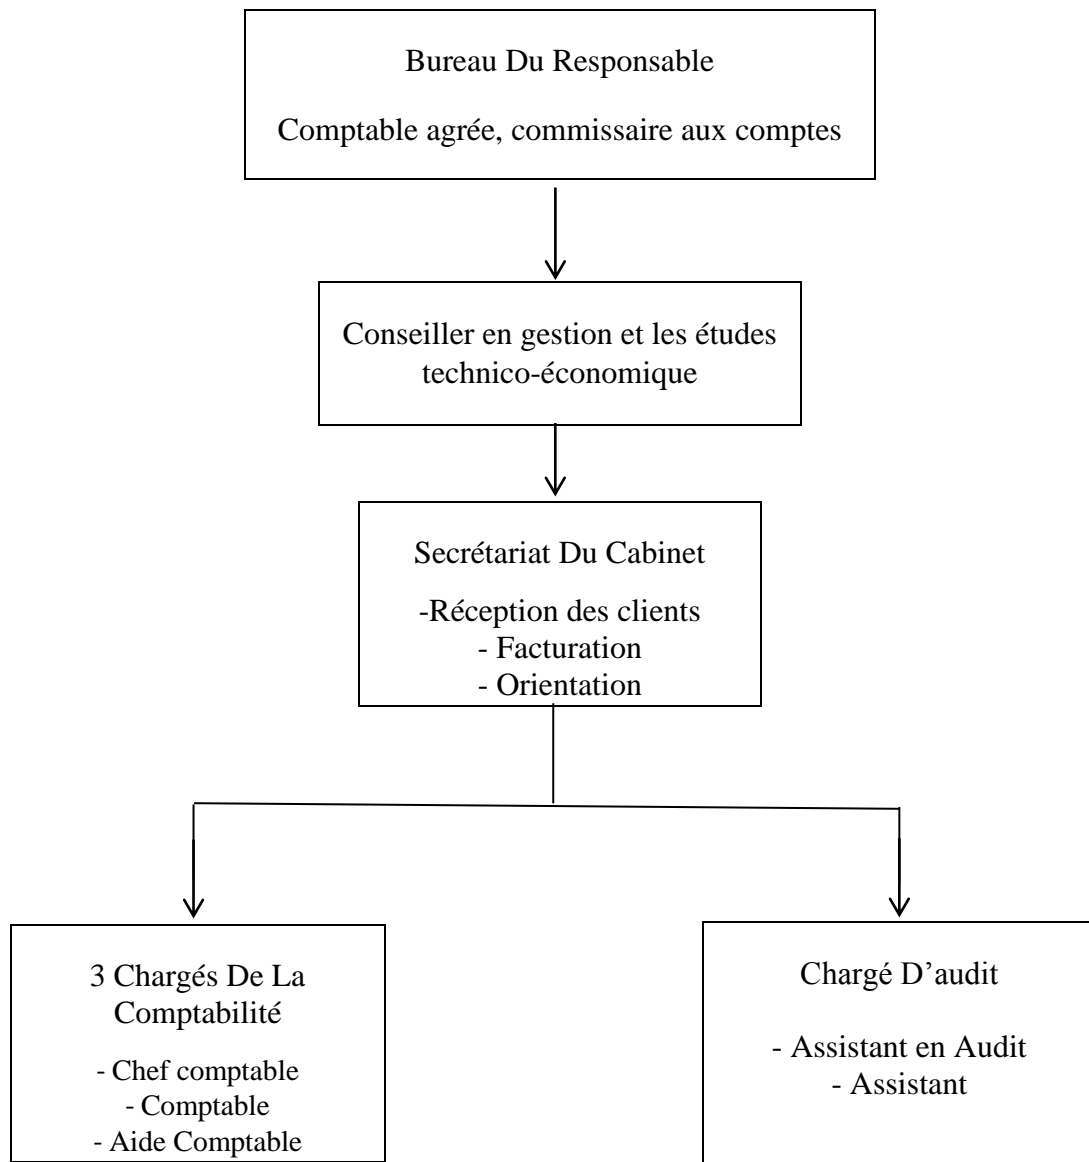 Bureau Du Responsable
Comptable agrée, commissaire aux comptes
Conseiller en gestion et les études
technico-économique
Secrétariat Du Cabinet
-Réception des clients
- Facturation
- Orientation
3 Chargés De La
Comptabilité
- Chef comptable
- Comptable
- Aide Comptable
Chargé D’audit
- Assistant en Audit
- Assistant